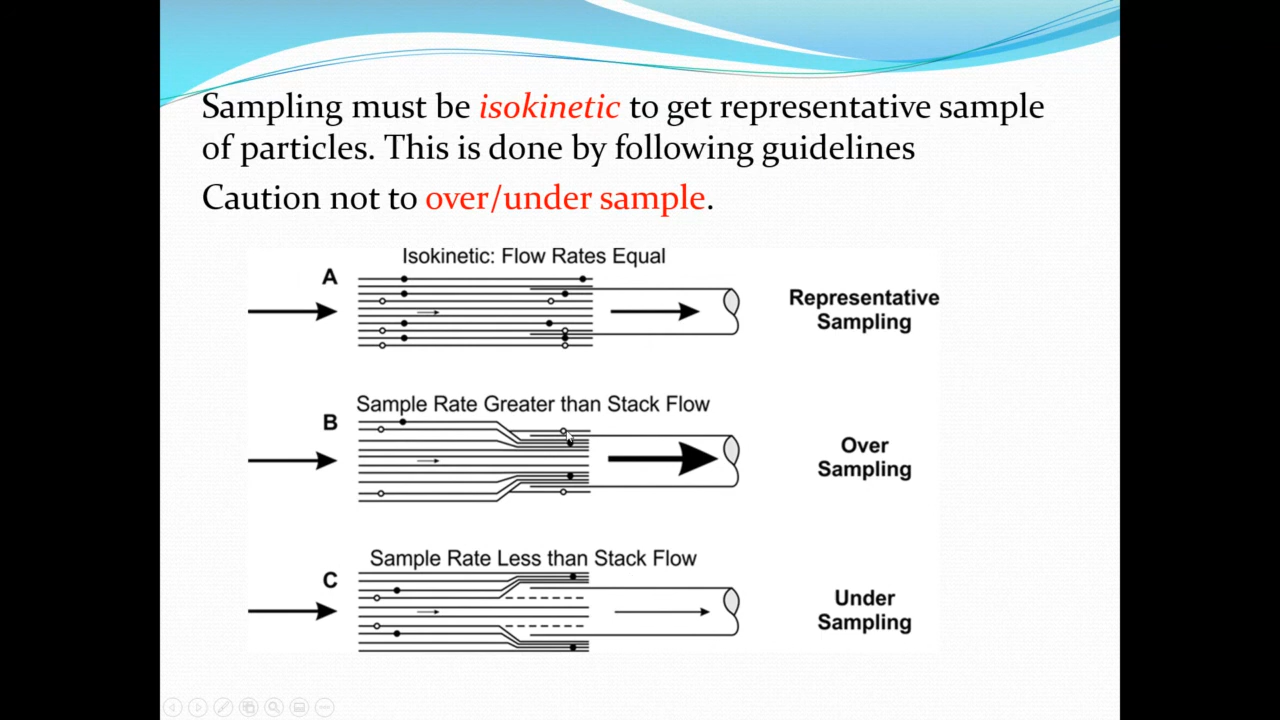 Sampling must be isokinetic to get representative sample
of particles. This is done by following guidelines
Caution not to over/under sample.
Isokinetic: Flow Rates Equal
A
Representative
Sampling
Sample Rate Greater than Stack Flow
B
Over
Sampling
Sample Rate Less than Stack Flow
C
Under
Sampling